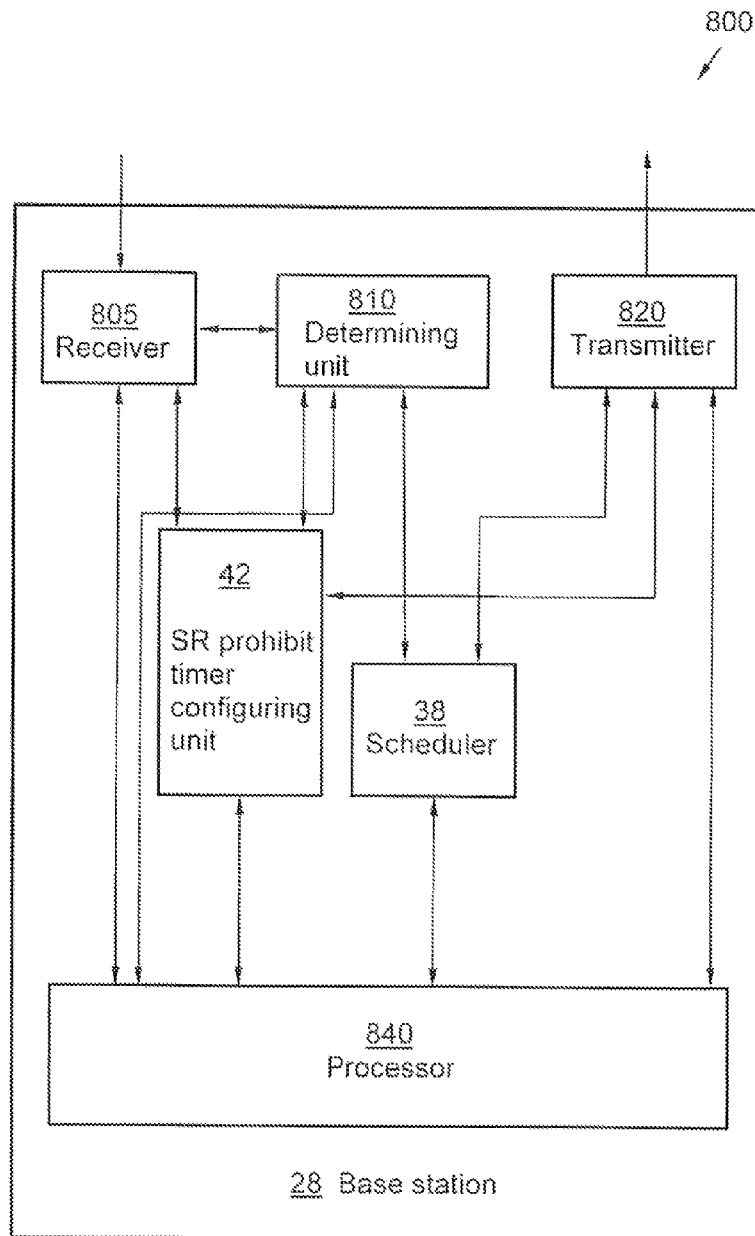 800
805
Receiver
810
Determining
unit
820
Transmitter
42
SR prohibit
timer
configuring
unit
38
Scheduler
840
Processor
28 Base station